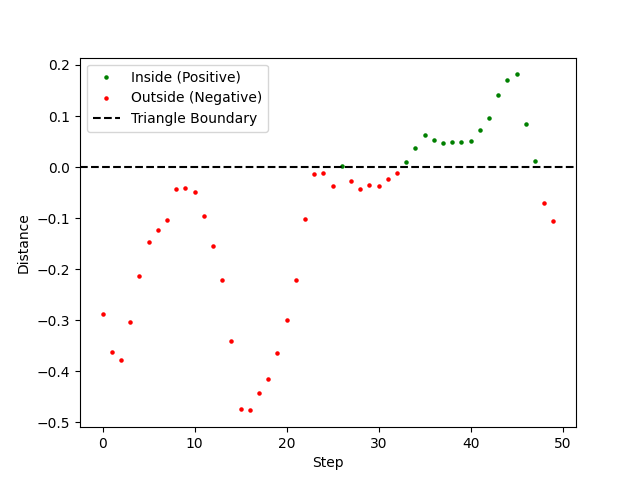 0.2
0.1
0.0
−0.1
−0.2
−0.3
−0.4
−0.5
Distance
Inside (Positive)
Outside (Negative)
Triangle Boundary
0 10 20 30 40 50
Step